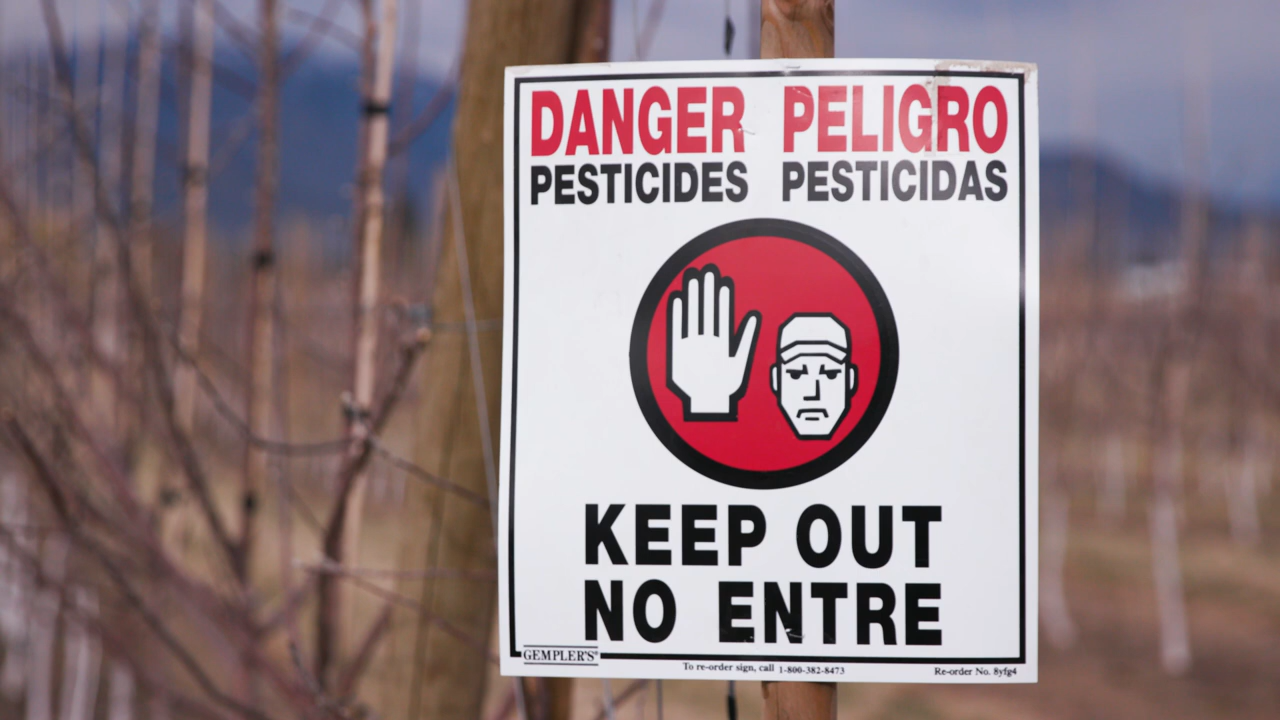 DANGER PELIGRO
PESTICIDES PESTICIDAS
KEEP OUT
NO ENTRE
GEMPLER'S®
To re-order sign, call 1-800-382-8473
Re-order No. 8yfg4